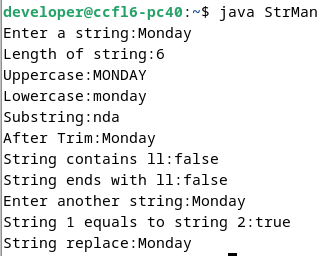 developer@ccfl6-pc40:~$ java StrMan
Enter a string:Monday
Length of string:6
Uppercase:MONDAY
Lowercase:monday
Substring:nda
After Trim:Monday
String contains ll:false
String ends with ll:false
Enter another string:Monday
String 1 equals to string 2:true
String replace:Monday